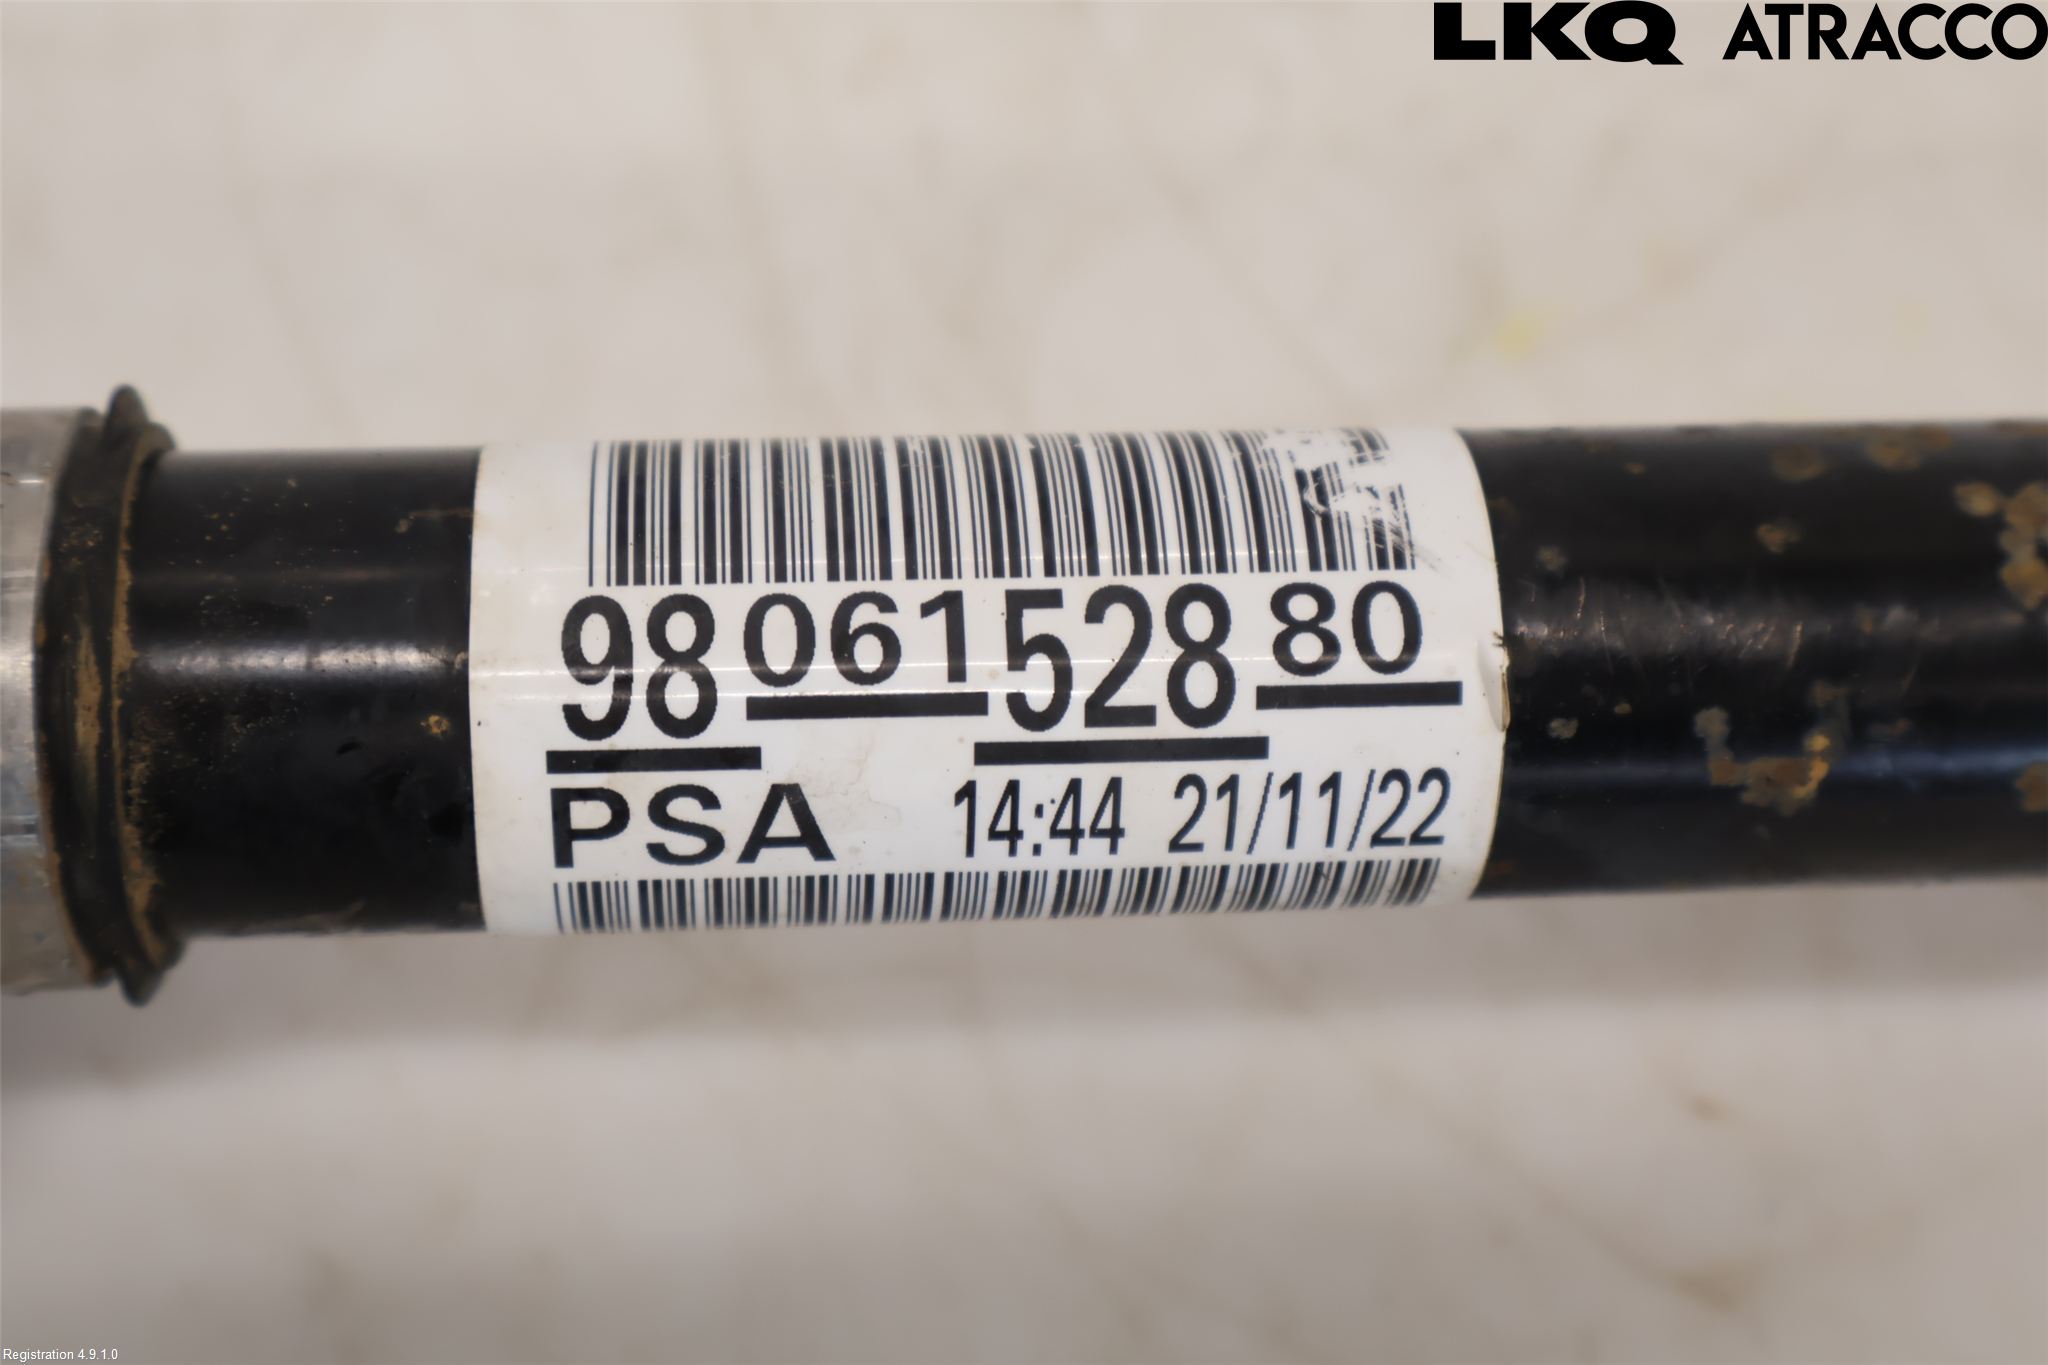 LKQ ATRACCO
98 061 528 80
PSA 14:44 21/11/22
Registration 4.9.1.0